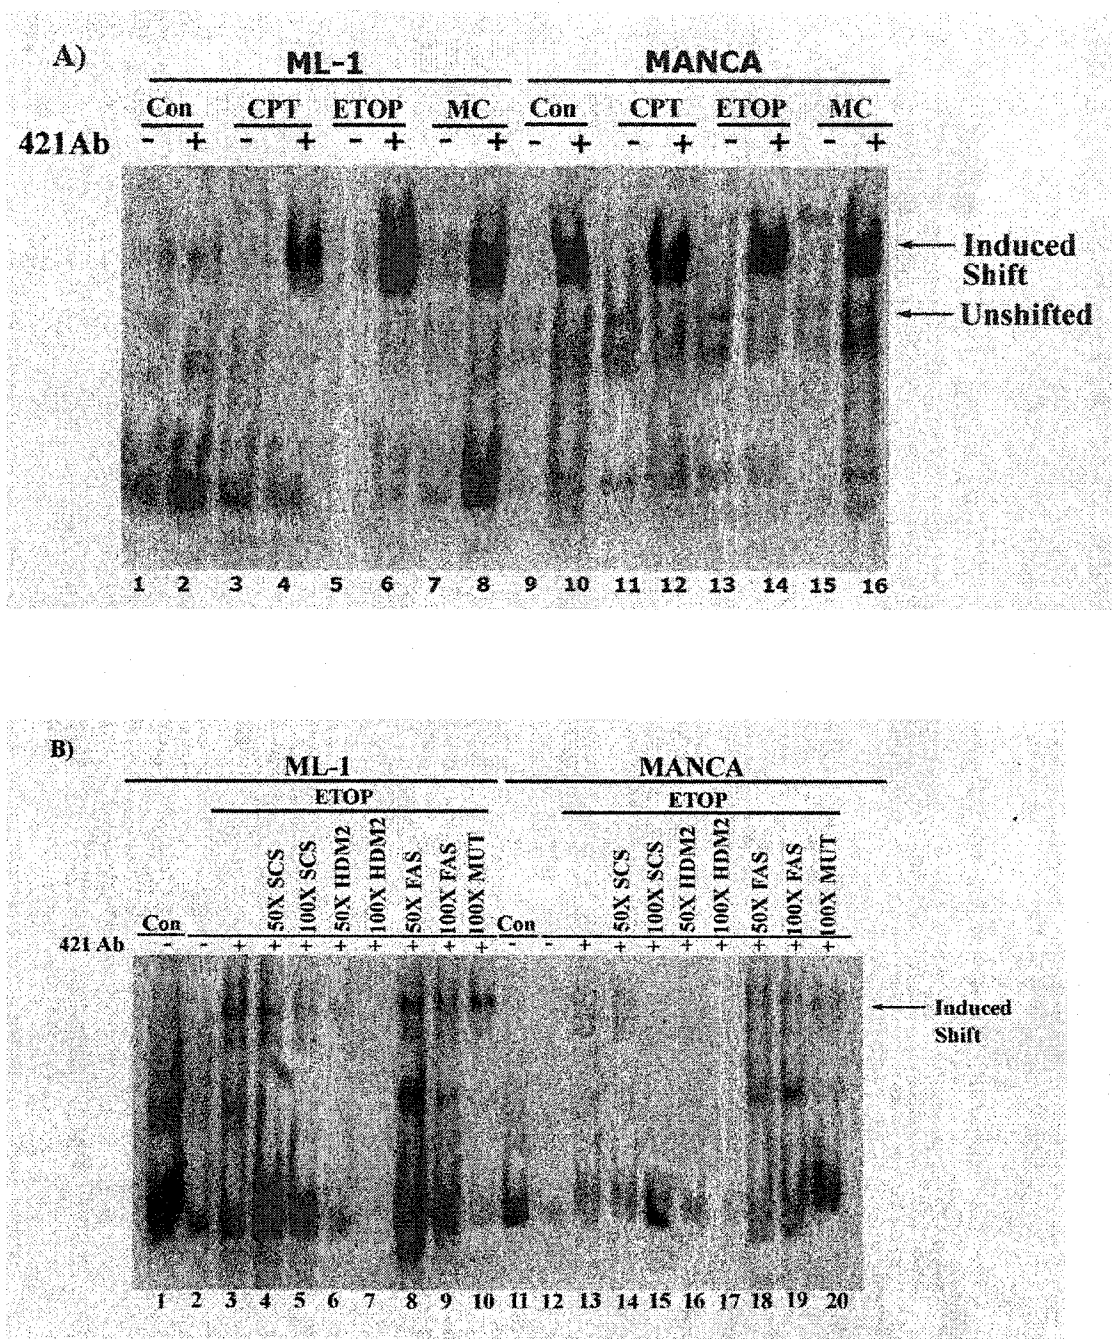 A)
ML-1 MANCA
Con CPT ETOP MC Con CPT ETOP MC
421Ab - + - + - + - + - + - + - + - +
Induced
Shift
Unshifted
1 2 3 4 5 6 7 8 9 10 11 12 13 14 15 16
B)
ML-1 MANCA
ETOP ETOP
50X SCS 100X SCS 50X HDM2 100X HDM2 50X FAS 100X FAS 100X MUT 50X SCS 100X SCS 50X HDM2 100X HDM2 50X FAS 100X FAS 100X MUT
Con Con
421 Ab - - + + + + + + + + - - + + + + + + + +
Induced
Shift
1 2 3 4 5 6 7 8 9 10 11 12 13 14 15 16 17 18 19 20